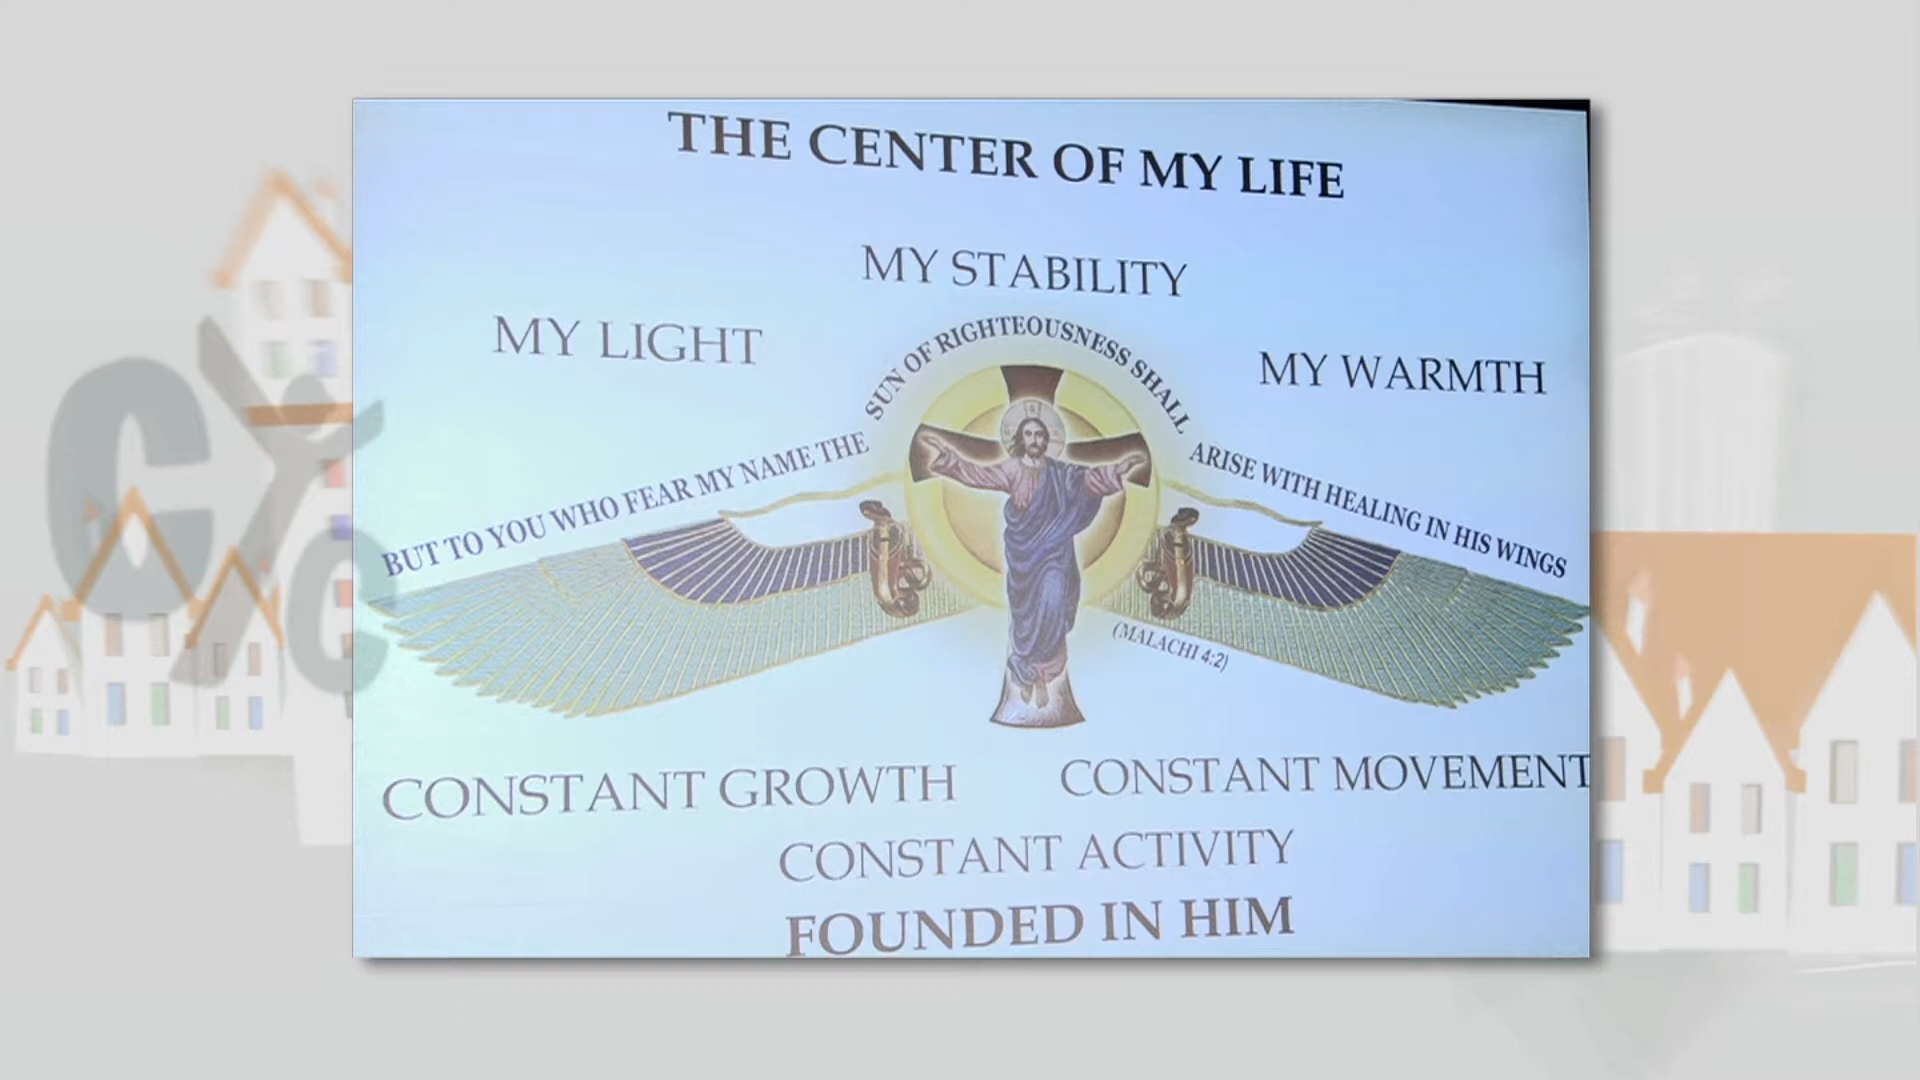 THE CENTER OF MY LIFE
MY STABILITY
MY LIGHT
MY WARMTH
BUT TO YOU WHO FEAR MY NAME THE SUN OF RIGHTEOUSNESS SHALL ARISE WITH HEALING IN HIS WINGS
(MALACHI 4:2)
CONSTANT GROWTH
CONSTANT MOVEMENT
CONSTANT ACTIVITY
FOUNDED IN HIM
CYC